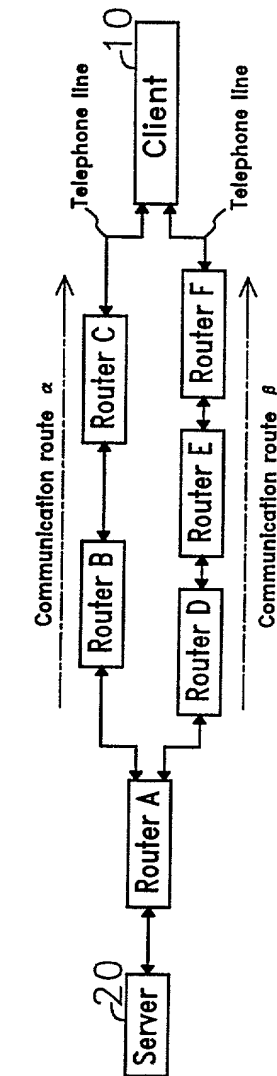 Communication route α
Telephone line
10
Router B
Router C
20
Server
Router A
Client
Router D
Router E
Router F
Telephone line
Communication route β